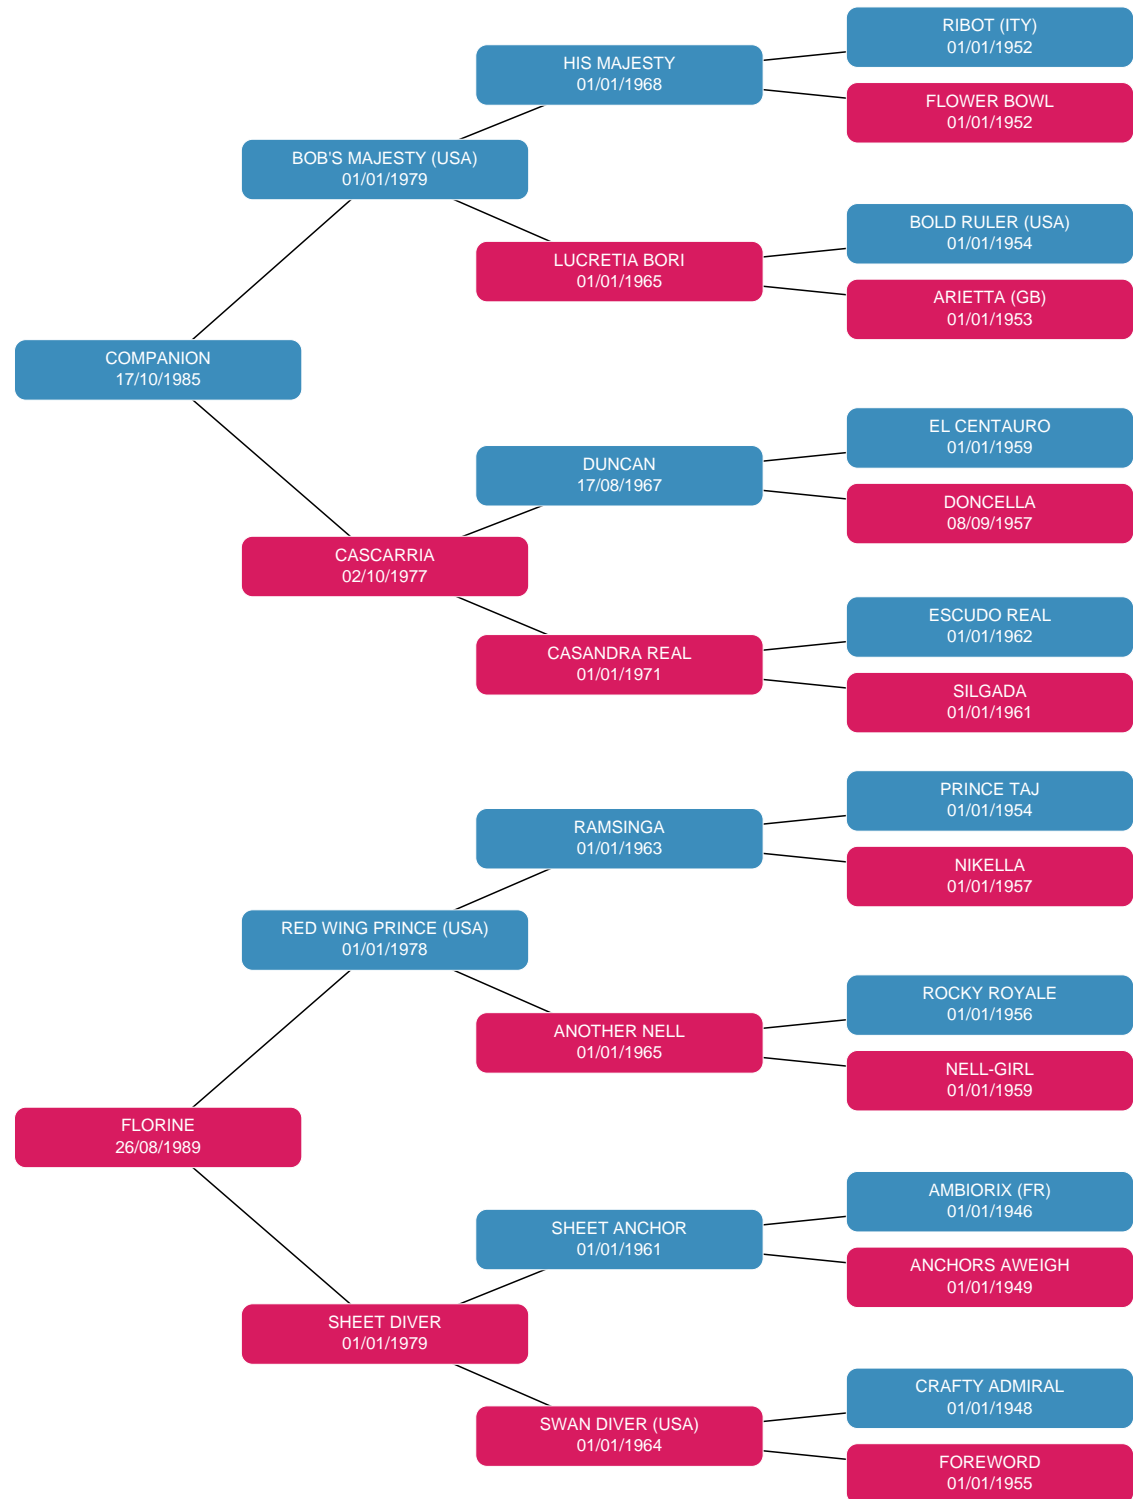 RIBOT (ITY)
01/01/1952
HIS MAJESTY
01/01/1968
FLOWER BOWL
01/01/1952
BOB'S MAJESTY (USA)
01/01/1979
BOLD RULER (USA)
01/01/1954
LUCRETIA BORI
01/01/1965
ARIETTA (GB)
01/01/1953
COMPANION
17/10/1985
EL CENTAURO
01/01/1959
DUNCAN
17/08/1967
DONCELLA
08/09/1957
CASCARRIA
02/10/1977
ESCUDO REAL
01/01/1962
CASANDRA REAL
01/01/1971
SILGADA
01/01/1961
PRINCE TAJ
01/01/1954
RAMSINGA
01/01/1963
NIKELLA
01/01/1957
RED WING PRINCE (USA)
01/01/1978
ROCKY ROYALE
01/01/1956
ANOTHER NELL
01/01/1965
NELL-GIRL
01/01/1959
FLORINE
26/08/1989
AMBIORIX (FR)
01/01/1946
SHEET ANCHOR
01/01/1961
ANCHORS AWEIGH
01/01/1949
SHEET DIVER
01/01/1979
CRAFTY ADMIRAL
01/01/1948
SWAN DIVER (USA)
01/01/1964
FOREWORD
01/01/1955